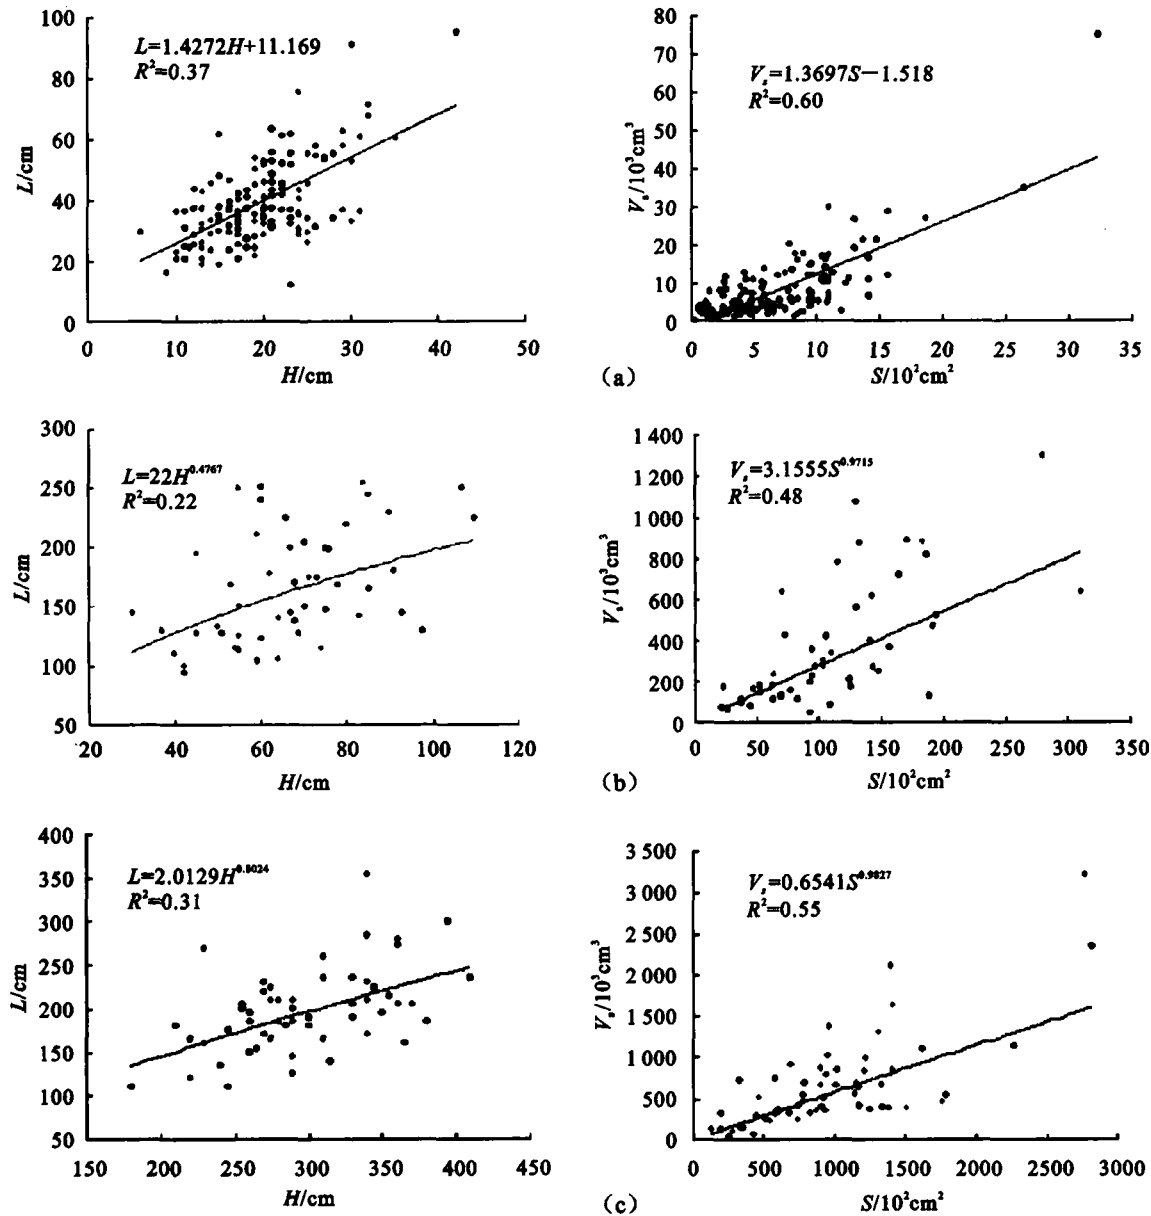 100
80
60
40
20
0
L/cm
L=1.4272H+11.169
R²=0.37
0 10 20 30 40 50
H/cm
80
70
60
50
40
30
20
10
0
Vₛ/10³cm³
Vₛ=1.3697S−1.518
R²=0.60
0 5 10 15 20 25 30 35
S/10²cm²
(a)
300
250
200
150
100
50
L/cm
L=22H^0.4767
R²=0.22
20 40 60 80 100 120
H/cm
1 400
1 200
1 000
800
600
400
200
0
Vₛ/10³cm³
Vₛ=3.1555S^0.9715
R²=0.48
0 50 100 150 200 250 300 350
S/10²cm²
(b)
400
350
300
250
200
150
100
50
L/cm
L=2.0129H^0.8024
R²=0.31
150 200 250 300 350 400 450
H/cm
3 500
3 000
2 500
2 000
1 500
1 000
500
0
Vₛ/10³cm³
Vₛ=0.6541S^0.9827
R²=0.55
0 500 1000 1500 2000 2500 3000
S/10²cm²
(c)